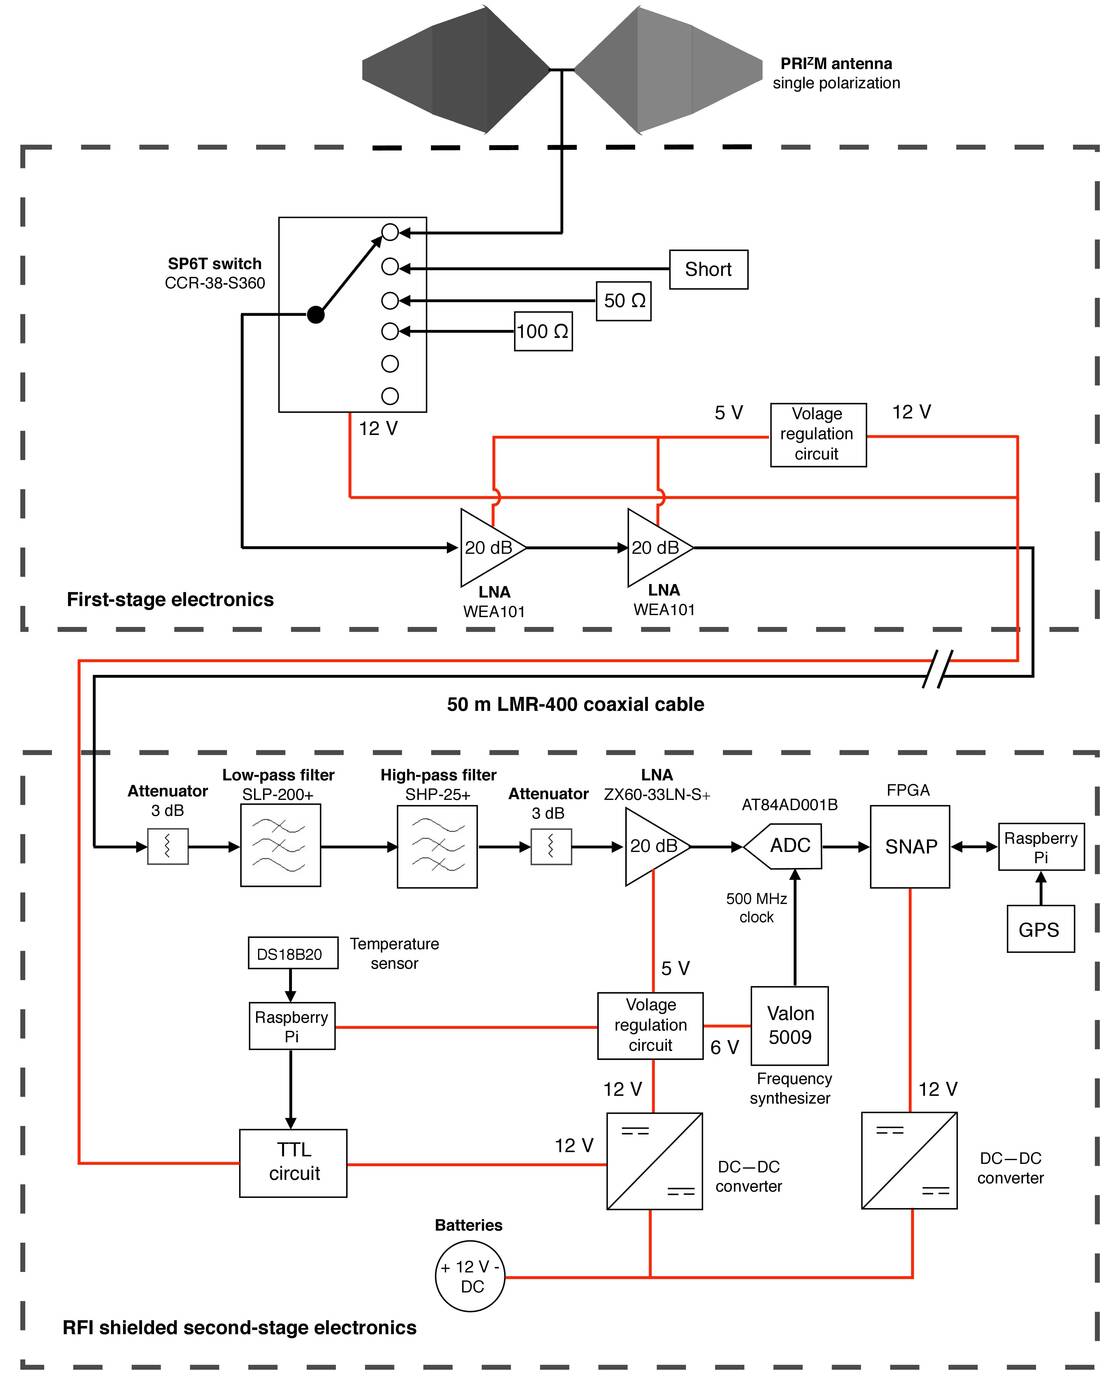 PRIᶻM antenna
single polarization
SP6T switch
CCR-38-S360
Short
50 Ω
100 Ω
12 V
5 V
Volage
regulation
circuit
12 V
20 dB
20 dB
LNA
WEA101
LNA
WEA101
First-stage electronics
50 m LMR-400 coaxial cable
Attenuator
3 dB
Low-pass filter
SLP-200+
High-pass filter
SHP-25+
Attenuator
3 dB
LNA
ZX60-33LN-S+
20 dB
AT84AD001B
ADC
FPGA
SNAP
Raspberry
Pi
500 MHz
clock
GPS
DS18B20
Temperature
sensor
Raspberry
Pi
5 V
Volage
regulation
circuit
6 V
Valon
5009
Frequency
synthesizer
12 V
12 V
TTL
circuit
12 V
DC—DC
converter
DC—DC
converter
Batteries
+ 12 V -
DC
RFI shielded second-stage electronics